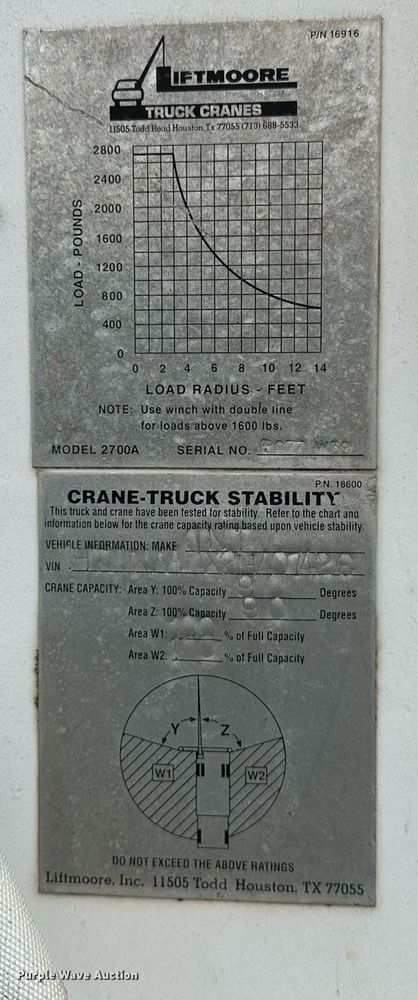 P/N 16916
LIFTMOORE
TRUCK CRANES
11505 Todd Road Houston, Tx 77055 (713) 688-5533
LOAD - POUNDS
2800
2400
2000
1600
1200
800
400
0
0 2 4 6 8 10 12 14
LOAD RADIUS - FEET
NOTE: Use winch with double line
for loads above 1600 lbs.
MODEL 2700A SERIAL NO.
P.N. 18600
CRANE-TRUCK STABILITY
This truck and crane have been tested for stability. Refer to the chart and
information below for the crane capacity rating based upon vehicle stability.
VEHICLE INFORMATION: MAKE
VIN
CRANE CAPACITY: Area Y: 100% Capacity Degrees
Area Z: 100% Capacity Degrees
Area W1: % of Full Capacity
Area W2: % of Full Capacity
Y Z
W1 W2
DO NOT EXCEED THE ABOVE RATINGS
Liftmoore, Inc. 11505 Todd Houston, TX 77055
Purple Wave Auction